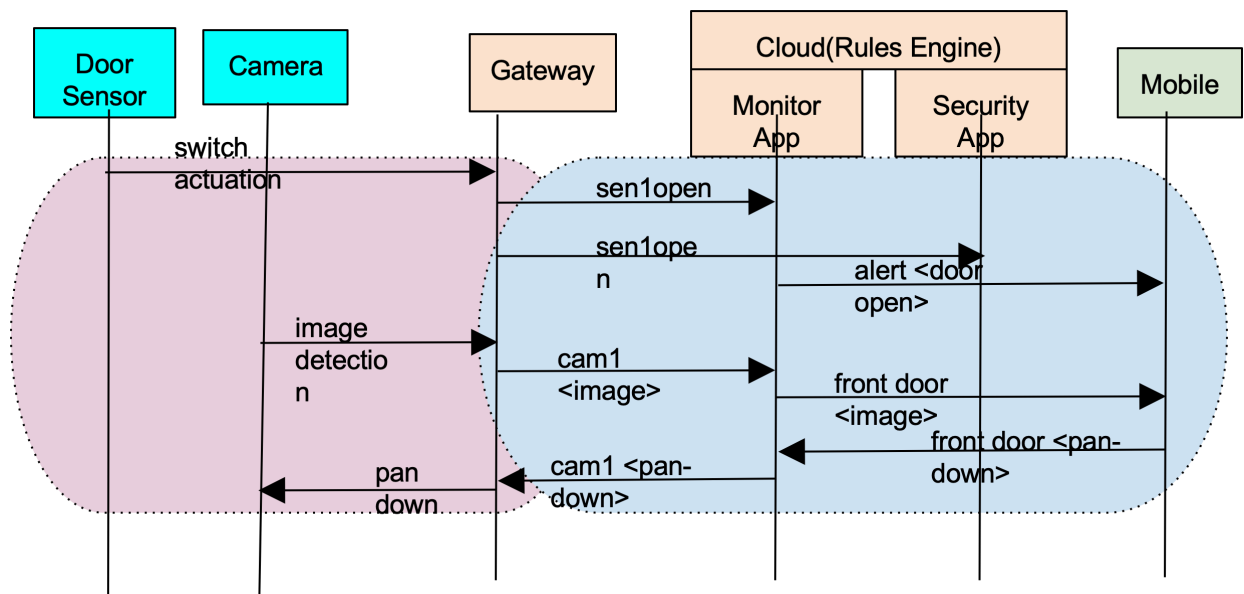 Door
Sensor
Camera
Gateway
Cloud(Rules Engine)
Monitor
App
Security
App
Mobile
switch
actuation
sen1open
sen1ope
n
alert <door
open>
image
detectio
n
cam1
<image>
front door
<image>
front door <pan-
down>
cam1 <pan-
down>
pan
down